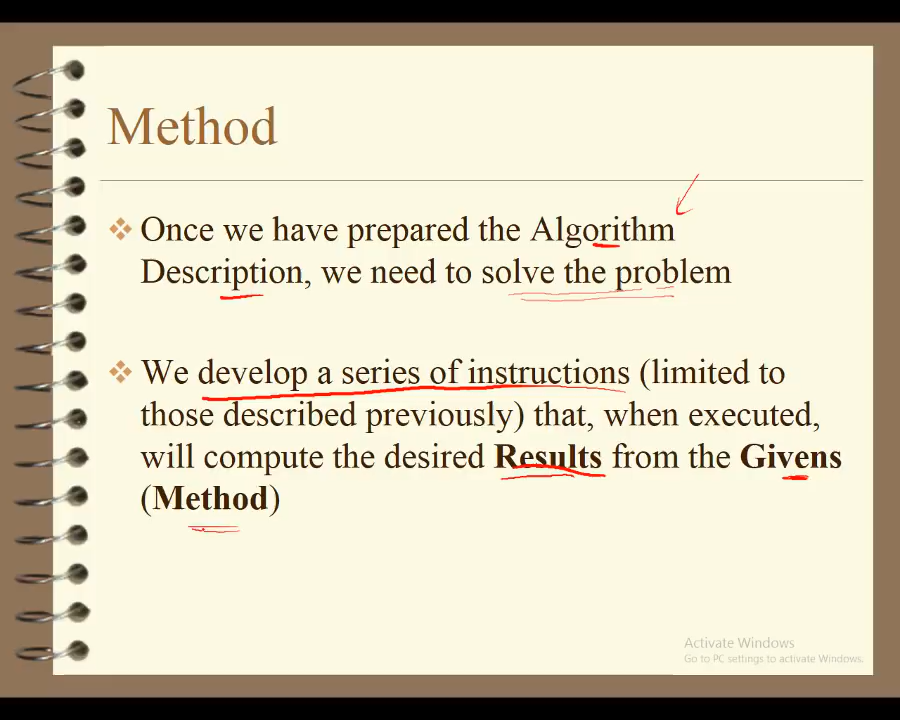 Method
Once we have prepared the Algorithm
Description, we need to solve the problem
We develop a series of instructions (limited to
those described previously) that, when executed,
will compute the desired Results from the Givens
(Method)
Activate Windows
Go to PC settings to activate Windows.